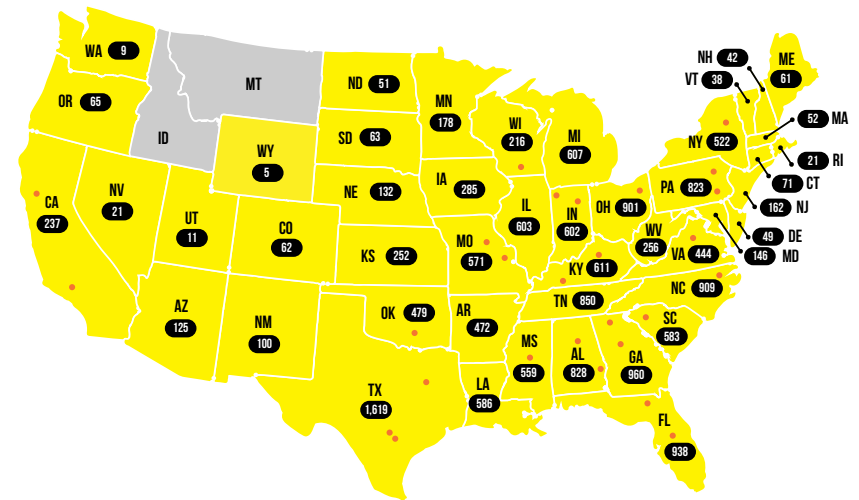 WA 9
OR 65
MT
ID
ND 51
MN
178
SD 63
WY
5
NE 132
IA 285
WI
216
MI
607
NH 42
VT 38
ME
61
52 MA
NY 522
21 RI
71 CT
PA 823
162 NJ
49 DE
146 MD
CA
237
NV
21
UT
11
CO
62
KS 252
MO
571
IL
603
IN
602
OH 901
WV
256
VA 444
KY 611
NC 909
TN 850
AZ
125
NM
100
OK 479
AR
472
SC
583
MS
559
AL
828
GA
960
TX
1,619
LA
586
FL
938